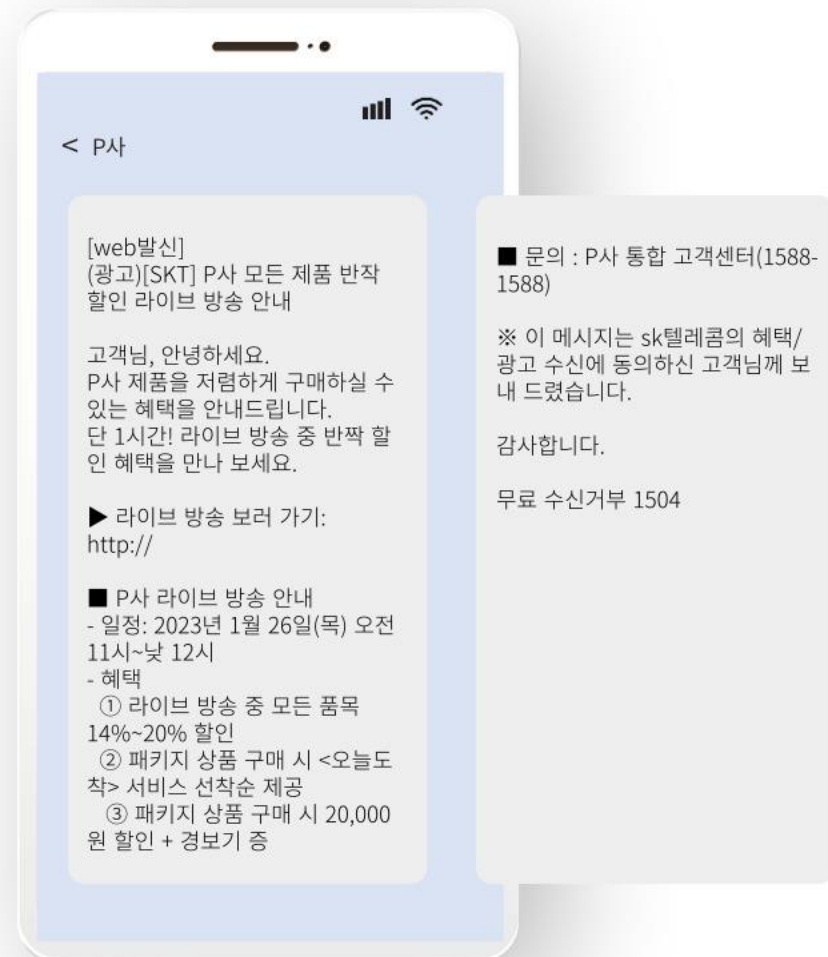 < P사
[web발신]
(광고)[SKT] P사 모든 제품 반작
할인 라이브 방송 안내
고객님, 안녕하세요.
P사 제품을 저렴하게 구매하실 수
있는 혜택을 안내드립니다.
단 1시간! 라이브 방송 중 반짝 할
인 혜택을 만나 보세요.
▶ 라이브 방송 보러 가기:
http://
■ P사 라이브 방송 안내
- 일정: 2023년 1월 26일(목) 오전
11시~낮 12시
- 혜택
① 라이브 방송 중 모든 품목
14%~20% 할인
② 패키지 상품 구매 시 <오늘도
착> 서비스 선착순 제공
③ 패키지 상품 구매 시 20,000
원 할인 + 경보기 증
■ 문의 : P사 통합 고객센터(1588-
1588)
※ 이 메시지는 sk텔레콤의 혜택/
광고 수신에 동의하신 고객님께 보
내 드렸습니다.
감사합니다.
무료 수신거부 1504